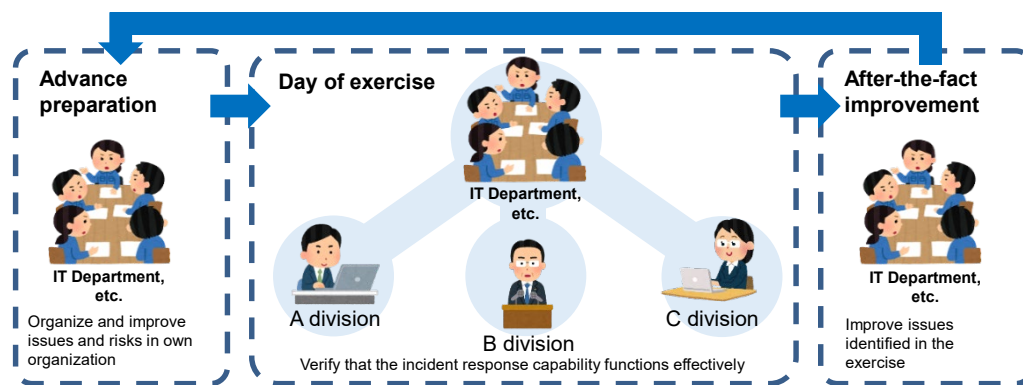 Advance
preparation
IT Department,
etc.
Organize and improve
issues and risks in own
organization
Day of exercise
IT Department,
etc.
A division
B division
C division
Verify that the incident response capability functions effectively
After-the-fact
improvement
IT Department,
etc.
Improve issues
identified in the
exercise